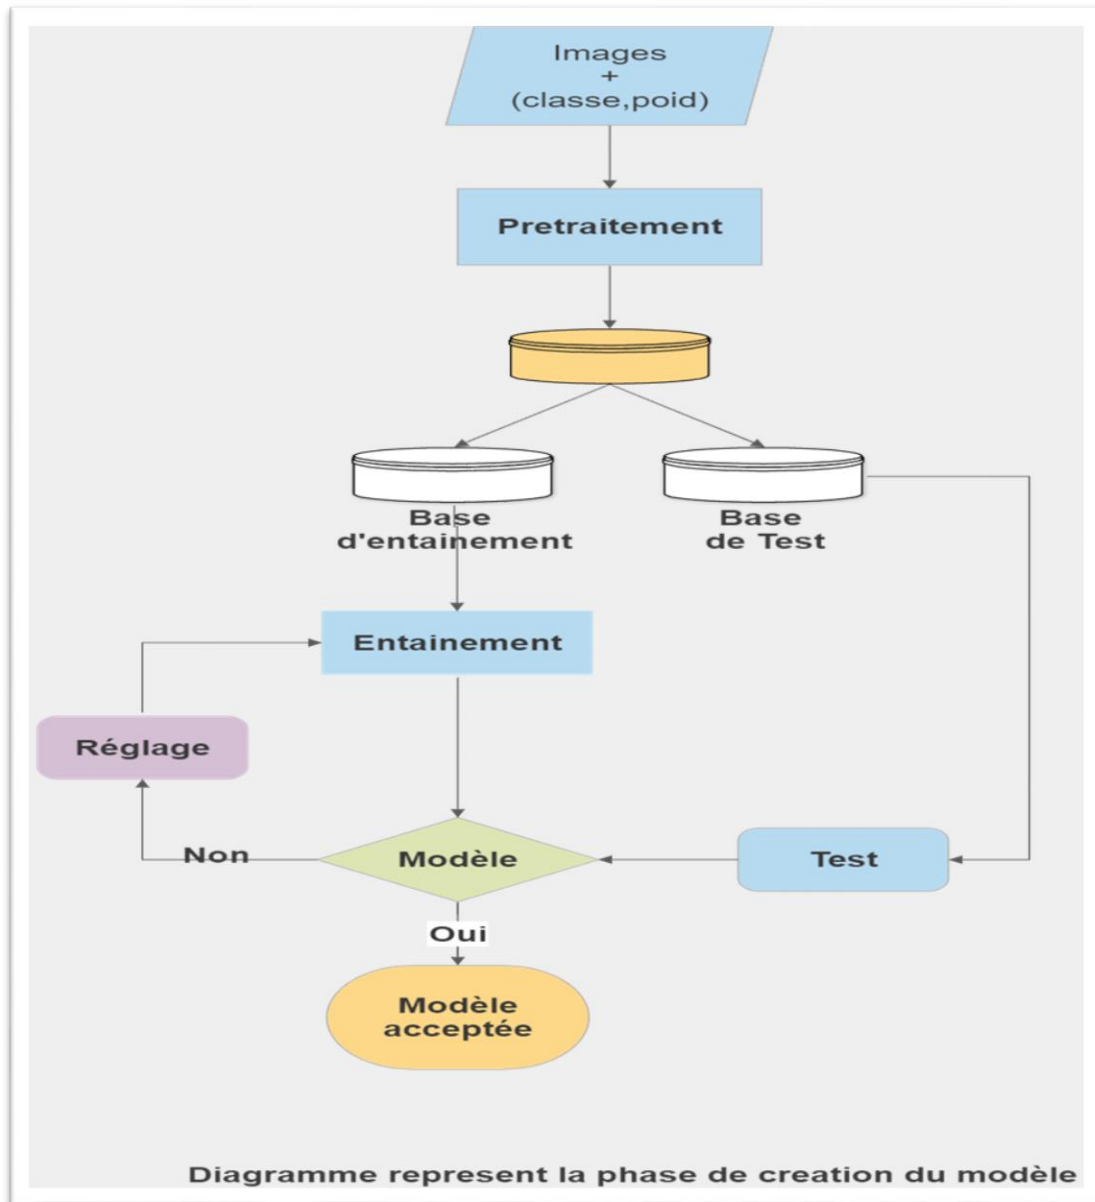 Images
+
(classe,poid)
Pretraitement
Base
d'entainement
Base
de Test
Entainement
Réglage
Non
Modèle
Test
Oui
Modèle
acceptée
Diagramme represent la phase de creation du modèle